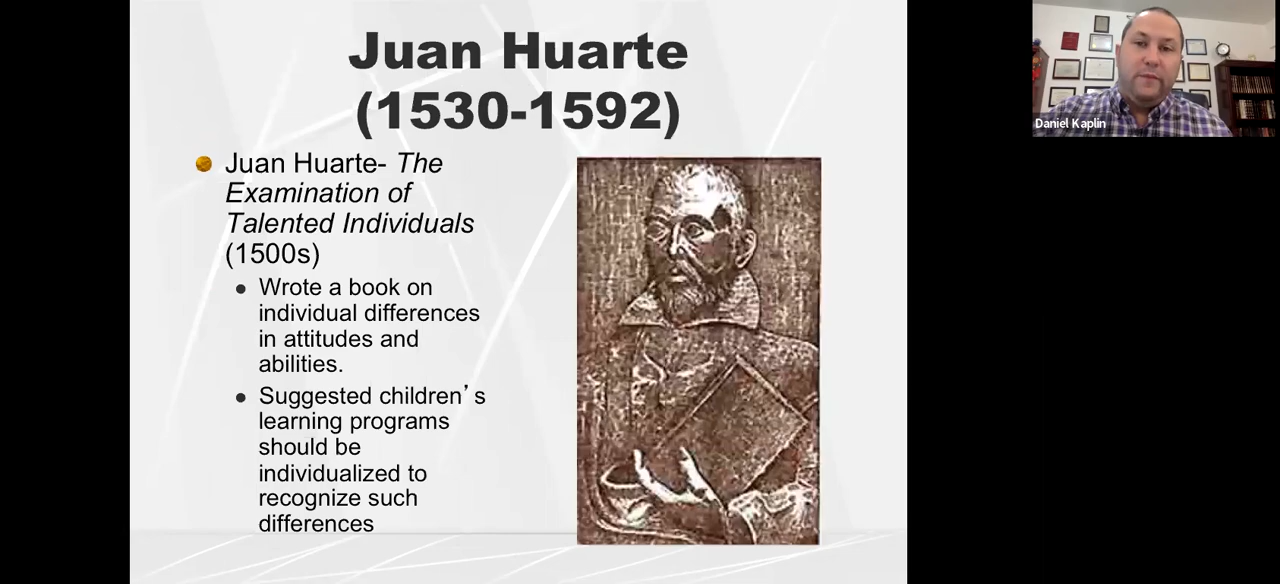 Juan Huarte
(1530-1592)
Juan Huarte- The
Examination of
Talented Individuals
(1500s)
Wrote a book on
individual differences
in attitudes and
abilities.
Suggested children’s
learning programs
should be
individualized to
recognize such
differences
Daniel Kaplin